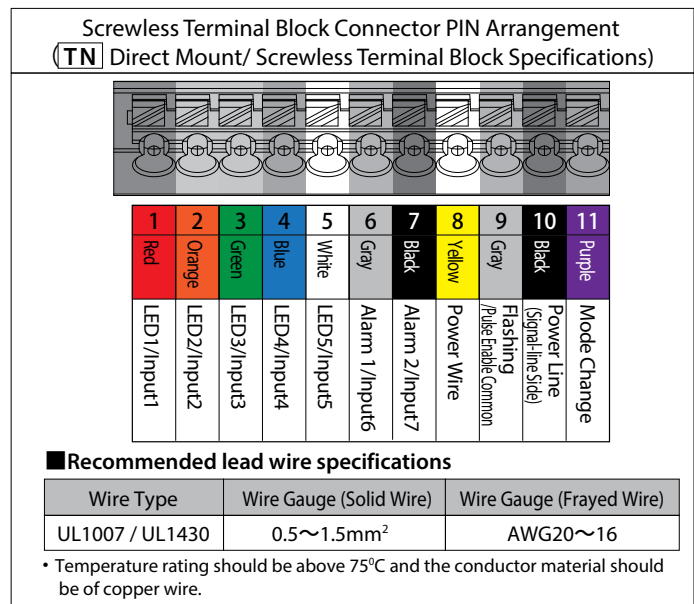 Screwless Terminal Block Connector PIN Arrangement
(TN Direct Mount/ Screwless Terminal Block Specifications)
1 2 3 4 5 6 7 8 9 10 11
Red Orange Green Blue White Gray Black Yellow Gray Black Purple
LED1/Input1
LED2/Input2
LED3/Input3
LED4/Input4
LED5/Input5
Alarm 1/Input6
Alarm 2/Input7
Power Wire
Flashing
/Pulse Enable Common
Power Line
(Signal-line Side)
Mode Change
■Recommended lead wire specifications
Wire Type Wire Gauge (Solid Wire) Wire Gauge (Frayed Wire)
UL1007 / UL1430 0.5～1.5mm² AWG20～16
• Temperature rating should be above 75⁰C and the conductor material should
be of copper wire.